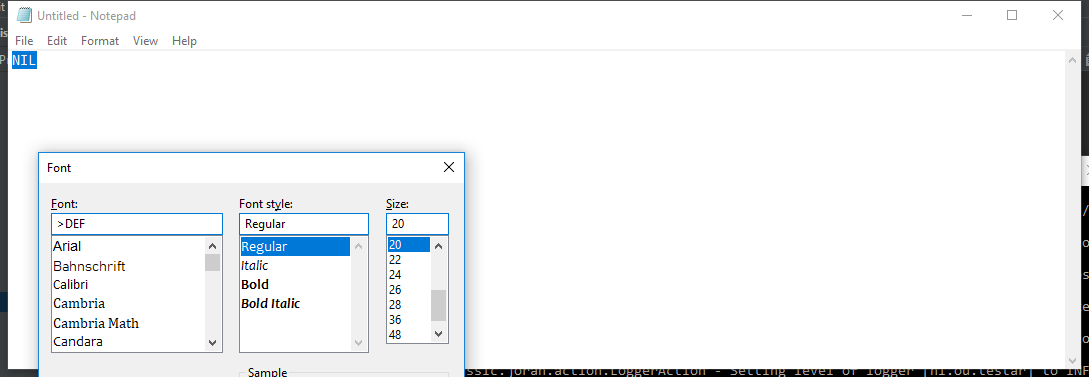 Untitled - Notepad
File Edit Format View Help
NIL
Font
Font: Font style: Size:
>DEF Regular 20
Arial Regular 20
Bahnschrift Italic 22
Calibri Bold 24
Cambria Bold Italic 26
Cambria Math 28
Candara 36
48
Sample
ssic.joran.action.LoggerAction - Setting level of logger [nl.ou.testar] to INF